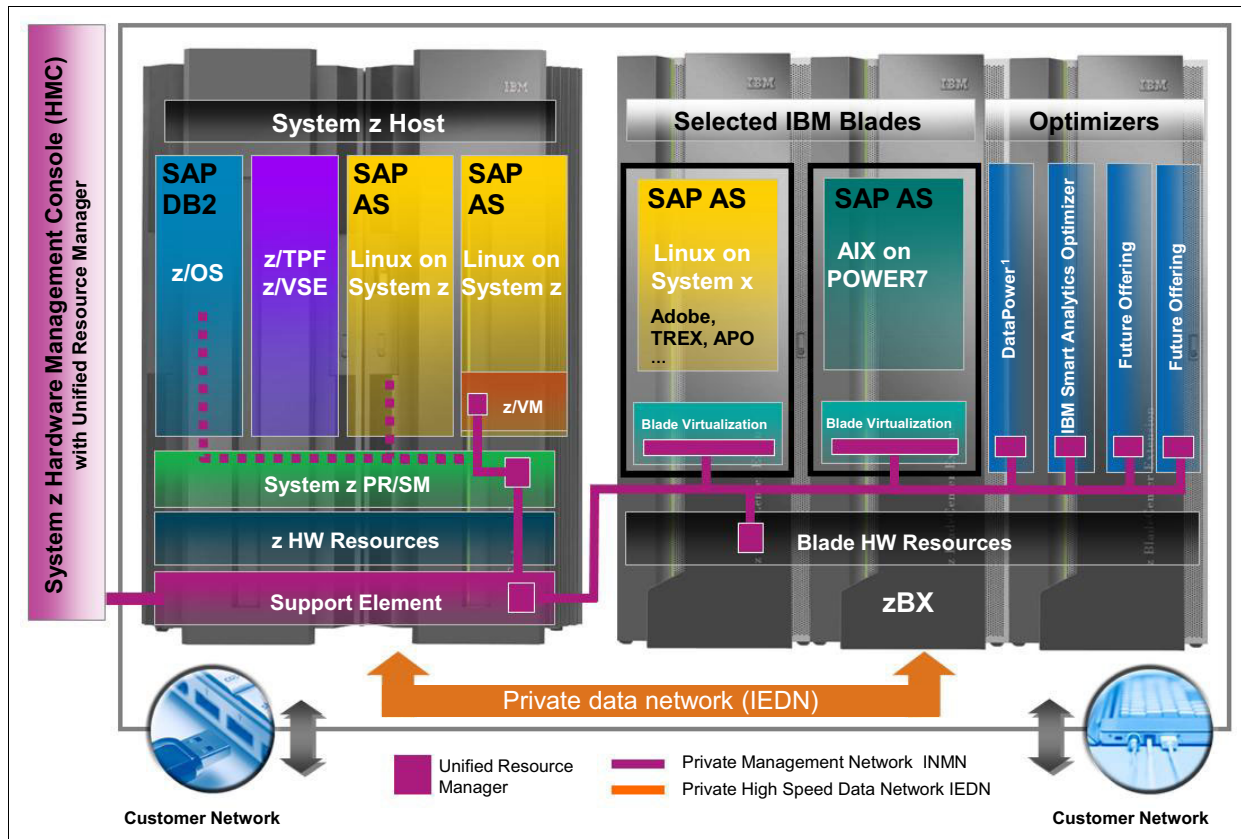 System z Hardware Management Console (HMC)
with Unified Resource Manager
IBM
IBM
IBM
IBM
System z Host
Selected IBM Blades
Optimizers
SAP
DB2
z/OS
z/TPF
z/VSE
SAP
AS
Linux on
System z
SAP
AS
Linux on
System z
z/VM
SAP AS
Linux on
System x
Adobe,
TREX, APO
...
Blade Virtualization
SAP AS
AIX on
POWER7
Blade Virtualization
DataPower 1
IBM Smart Analytics Optimizer
Future Offering
Future Offering
System z PR/SM
z HW Resources
Support Element
Blade HW Resources
zBX
Private data network (IEDN)
Customer Network
Unified Resource
Manager
Private Management Network INMN
Private High Speed Data Network IEDN
Customer Network